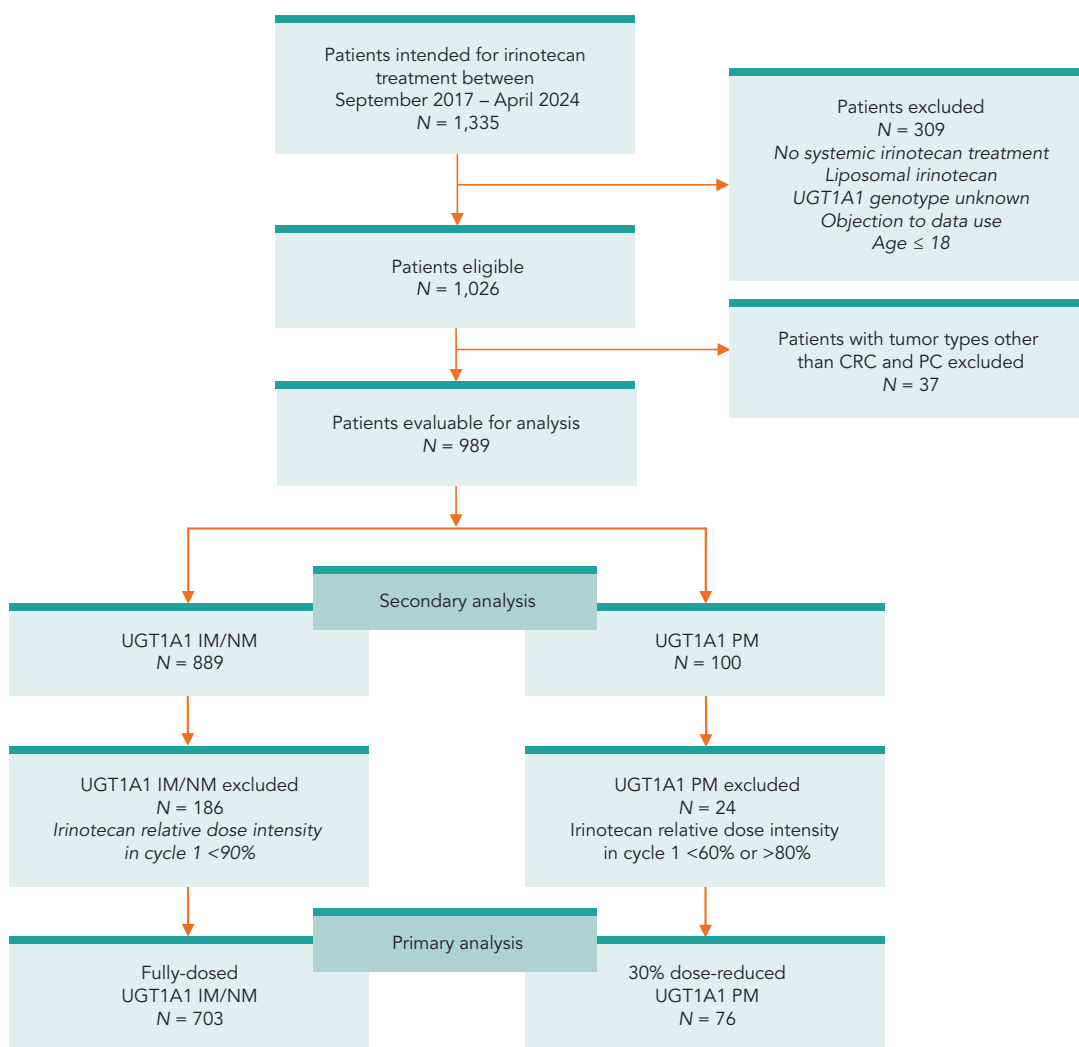 Patients intended for irinotecan
treatment between
September 2017 – April 2024
N = 1,335
Patients excluded
N = 309
No systemic irinotecan treatment
Liposomal irinotecan
UGT1A1 genotype unknown
Objection to data use
Age ≤ 18
Patients eligible
N = 1,026
Patients with tumor types other
than CRC and PC excluded
N = 37
Patients evaluable for analysis
N = 989
Secondary analysis
UGT1A1 IM/NM
N = 889
UGT1A1 PM
N = 100
UGT1A1 IM/NM excluded
N = 186
Irinotecan relative dose intensity
in cycle 1 <90%
UGT1A1 PM excluded
N = 24
Irinotecan relative dose intensity
in cycle 1 <60% or >80%
Primary analysis
Fully-dosed
UGT1A1 IM/NM
N = 703
30% dose-reduced
UGT1A1 PM
N = 76